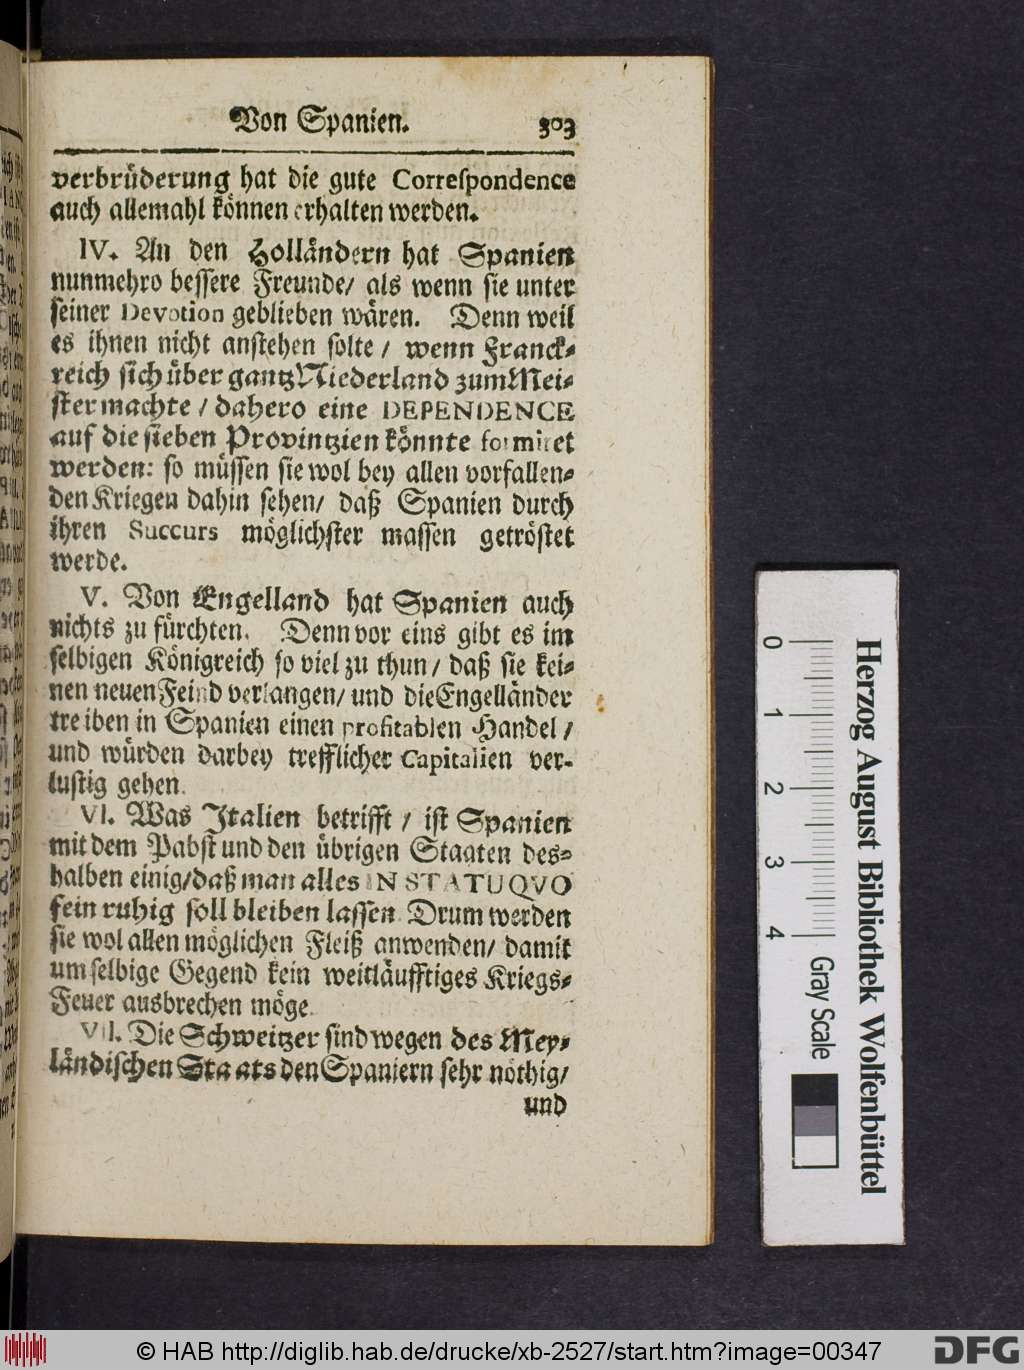 Von Spanien. 303
verbrüderung hat die gute Correspondence
auch allemahl können erhalten werden.
IV. An den Holländern hat Spanien
nunmehro bessere Freunde/ als wenn sie unter
seiner Devotion geblieben wären. Denn weil
es ihnen nicht anstehen solte / wenn Franck-
reich sich über gantz Niederland zum Mei-
ster machte / dahero eine DEPENDENCE
auf die sieben Provintzien könnte formiret
werden: so müssen sie wol bey allen vorfallen-
den Kriegen dahin sehen/ daß Spanien durch
ihren Succurs möglichster massen getröstet
werde.
V. Von Engelland hat Spanien auch
nichts zu fürchten. Denn vor eins gibt es im
selbigen Königreich so viel zu thun/ daß sie kei-
nen neuen Feind verlangen/ und die Engelländer
treiben in Spanien einen profitablen Handel /
und würden darbey trefflicher Capitalien ver-
lustig gehen.
VI. Was Italien betrifft / ist Spanien
mit dem Pabst und den übrigen Staaten des-
halben einig/ daß man alles IN STATU QVO
fein ruhig soll bleiben lassen. Drum werden
sie wol allen möglichen Fleiß anwenden/ damit
um selbige Gegend kein weitläufftiges Kriegs-
Feuer ausbrechen möge.
VII. Die Schweitzer sind wegen des Mey-
ländischen Staats den Spaniern sehr nöthig/
und
0 1 2 3 4 Gray Scale
Herzog August Bibliothek Wolfenbüttel
© HAB http://diglib.hab.de/drucke/xb-2527/start.htm?image=00347
DFG